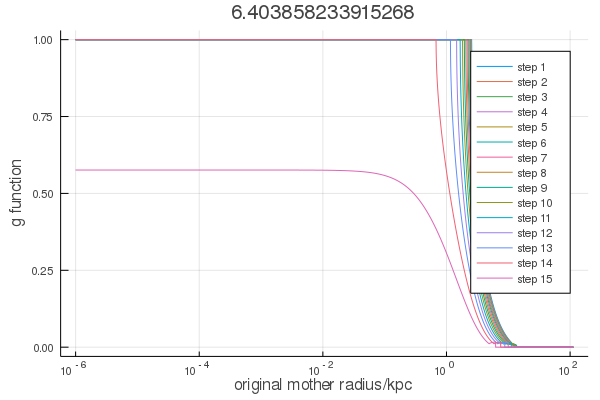 6.403858233915268
1.00
0.75
0.50
0.25
0.00
g function
step 1
step 2
step 3
step 4
step 5
step 6
step 7
step 8
step 9
step 10
step 11
step 12
step 13
step 14
step 15
10^-6 10^-4 10^-2 10^0 10^2
original mother radius/kpc